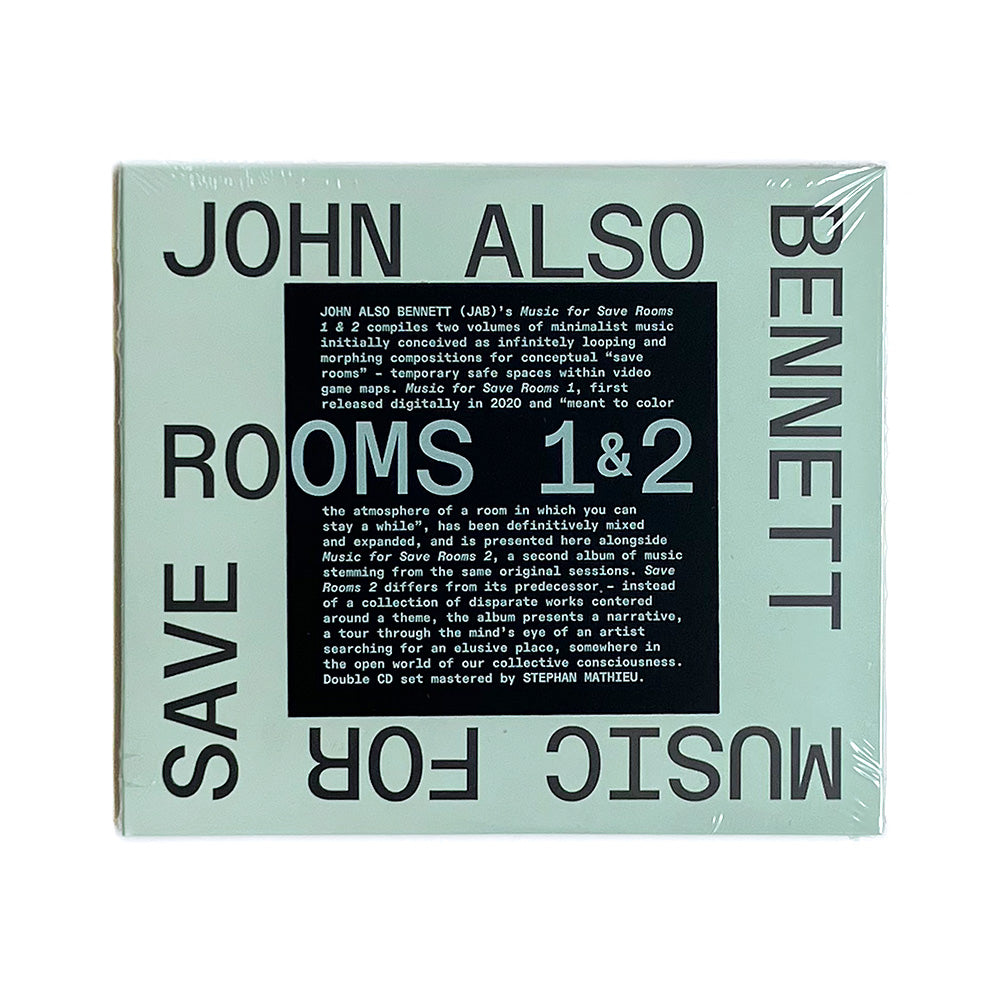 JOHN ALSO
BENNETT
MUSIC FOR
SAVE
ROOMS 1&2
JOHN ALSO BENNETT (JAB)'s Music for Save Rooms
1 & 2 compiles two volumes of minimalist music
initially conceived as infinitely looping and
morphing compositions for conceptual “save
rooms” – temporary safe spaces within video
game maps. Music for Save Rooms 1, first
released digitally in 2020 and “meant to color
the atmosphere of a room in which you can
stay a while”, has been definitively mixed
and expanded, and is presented here alongside
Music for Save Rooms 2, a second album of music
stemming from the same original sessions. Save
Rooms 2 differs from its predecessor – instead
of a collection of disparate works centered
around a theme, the album presents a narrative,
a tour through the mind's eye of an artist
searching for an elusive place, somewhere in
the open world of our collective consciousness.
Double CD set mastered by STEPHAN MATHIEU.